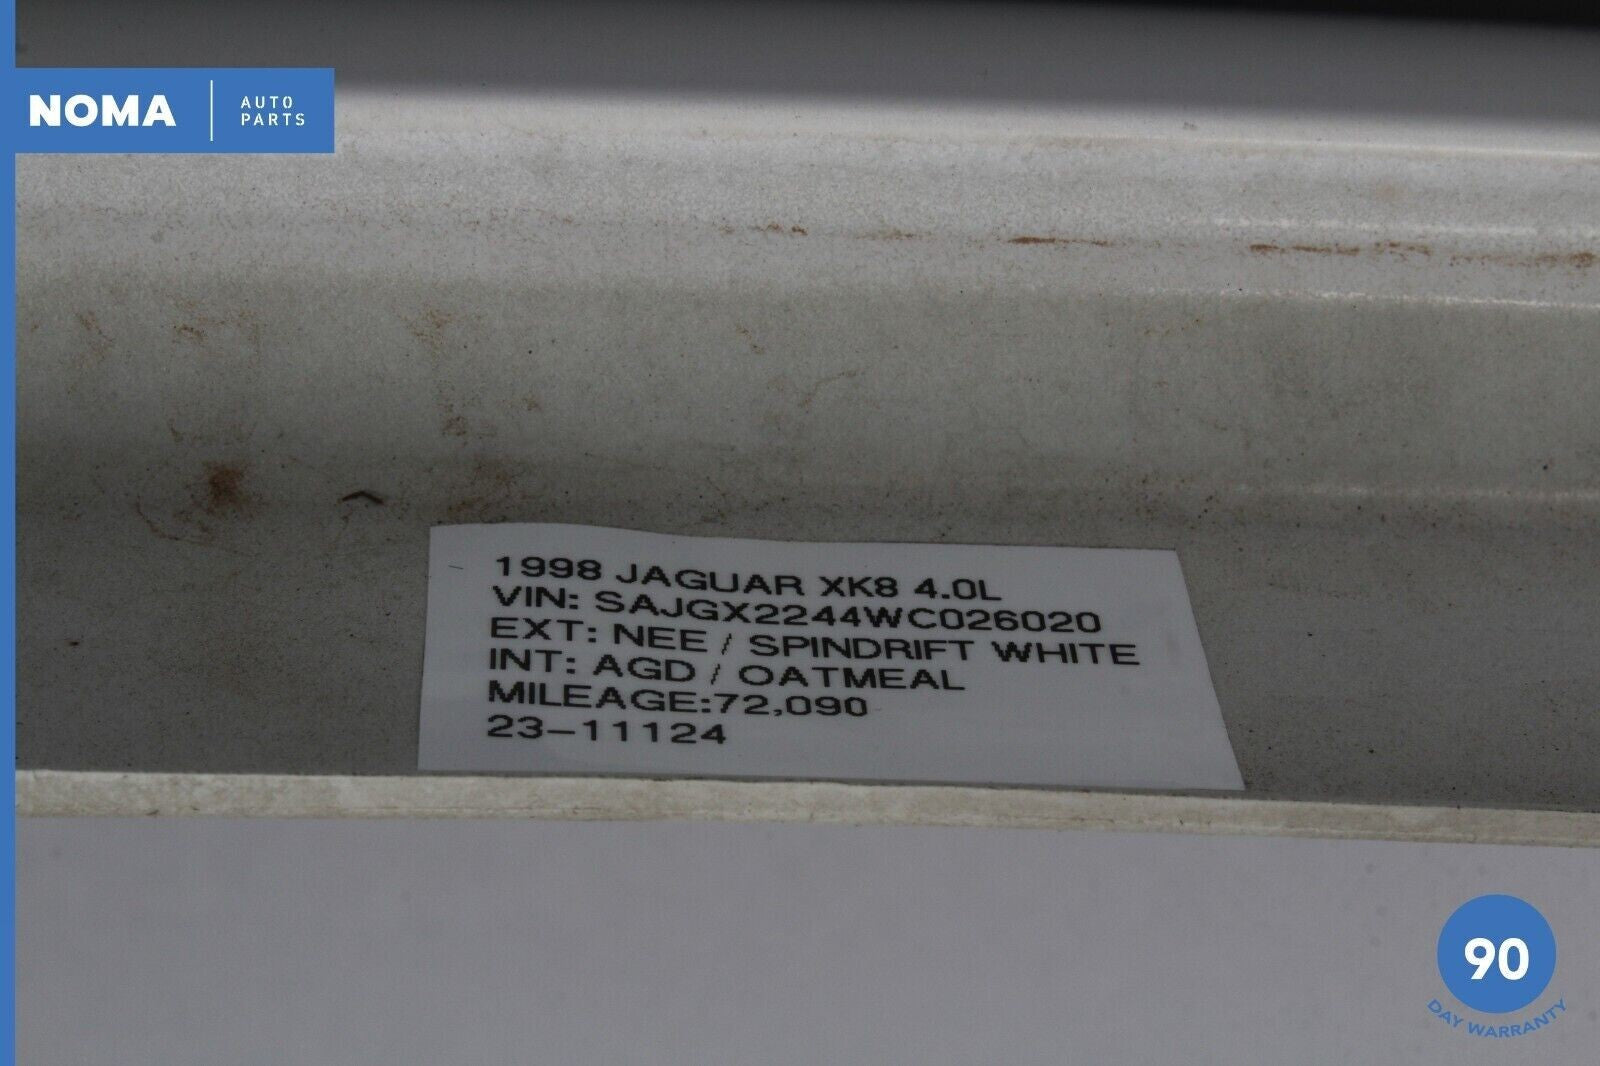 NOMA
AUTO
PARTS
1998 JAGUAR XK8 4.0L
VIN: SAJGX2244WC026020
EXT: NEE / SPINDRIFT WHITE
INT: AGD / OATMEAL
MILEAGE:72,090
23-11124
90
DAY WARRANTY